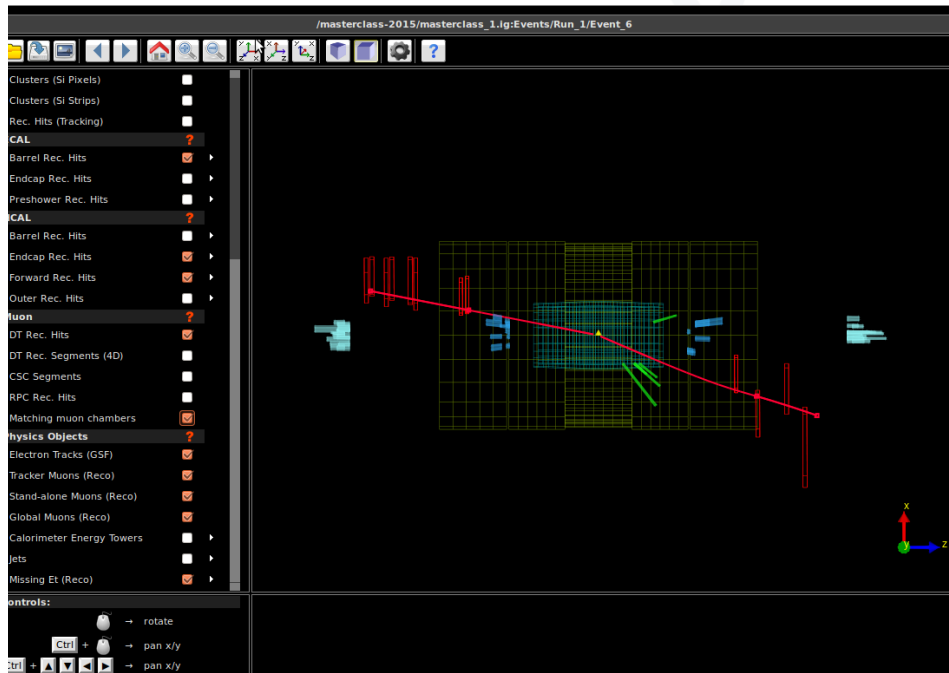 /masterclass-2015/masterclass_1.ig:Events/Run_1/Event_6
?
Clusters (Si Pixels)
Clusters (Si Strips)
Rec. Hits (Tracking)
CAL ?
Barrel Rec. Hits
Endcap Rec. Hits
Preshower Rec. Hits
CAL ?
Barrel Rec. Hits
Endcap Rec. Hits
Forward Rec. Hits
Outer Rec. Hits
Muon ?
DT Rec. Hits
DT Rec. Segments (4D)
CSC Segments
RPC Rec. Hits
Matching muon chambers
Physics Objects ?
Electron Tracks (GSF)
Tracker Muons (Reco)
Stand-alone Muons (Reco)
Global Muons (Reco)
Calorimeter Energy Towers
Jets
Missing Et (Reco)
x
y z
ontrols:
→ rotate
Ctrl + → pan x/y
Ctrl + ▲ ▼ ◀ ▶ → pan x/y